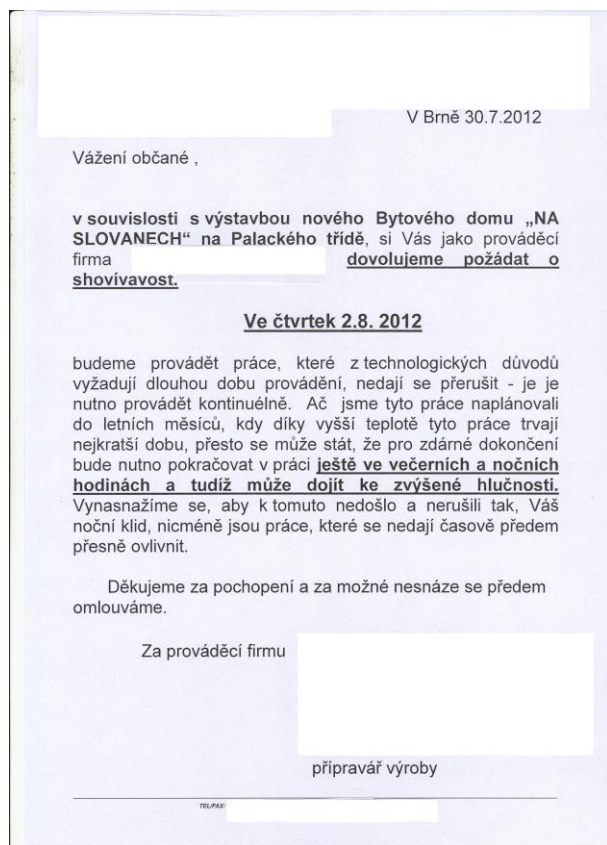 V Brně 30.7.2012
Vážení občané ,
v souvislosti s výstavbou nového Bytového domu „NA
SLOVANECH“ na Palackého třídě, si Vás jako prováděcí
firma dovolujeme požádat o
shovívavost.
Ve čtvrtek 2.8. 2012
budeme provádět práce, které z technologických důvodů
vyžadují dlouhou dobu provádění, nedají se přerušit - je je
nutno provádět kontinuélně. Ač jsme tyto práce naplánovali
do letních měsíců, kdy díky vyšší teplotě tyto práce trvají
nejkratší dobu, přesto se může stát, že pro zdárné dokončení
bude nutno pokračovat v práci ještě ve večerních a nočních
hodinách a tudíž může dojít ke zvýšené hlučnosti.
Vynasnažíme se, aby k tomuto nedošlo a nerušili tak, Váš
noční klid, nicméně jsou práce, které se nedají časově předem
přesně ovlivnit.
Děkujeme za pochopení a za možné nesnáze se předem
omlouváme.
Za prováděcí firmu
přípravář výroby
TEL/FAX: